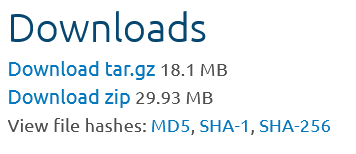 Downloads
Download tar.gz 18.1 MB
Download zip 29.93 MB
View file hashes: MD5, SHA-1, SHA-256